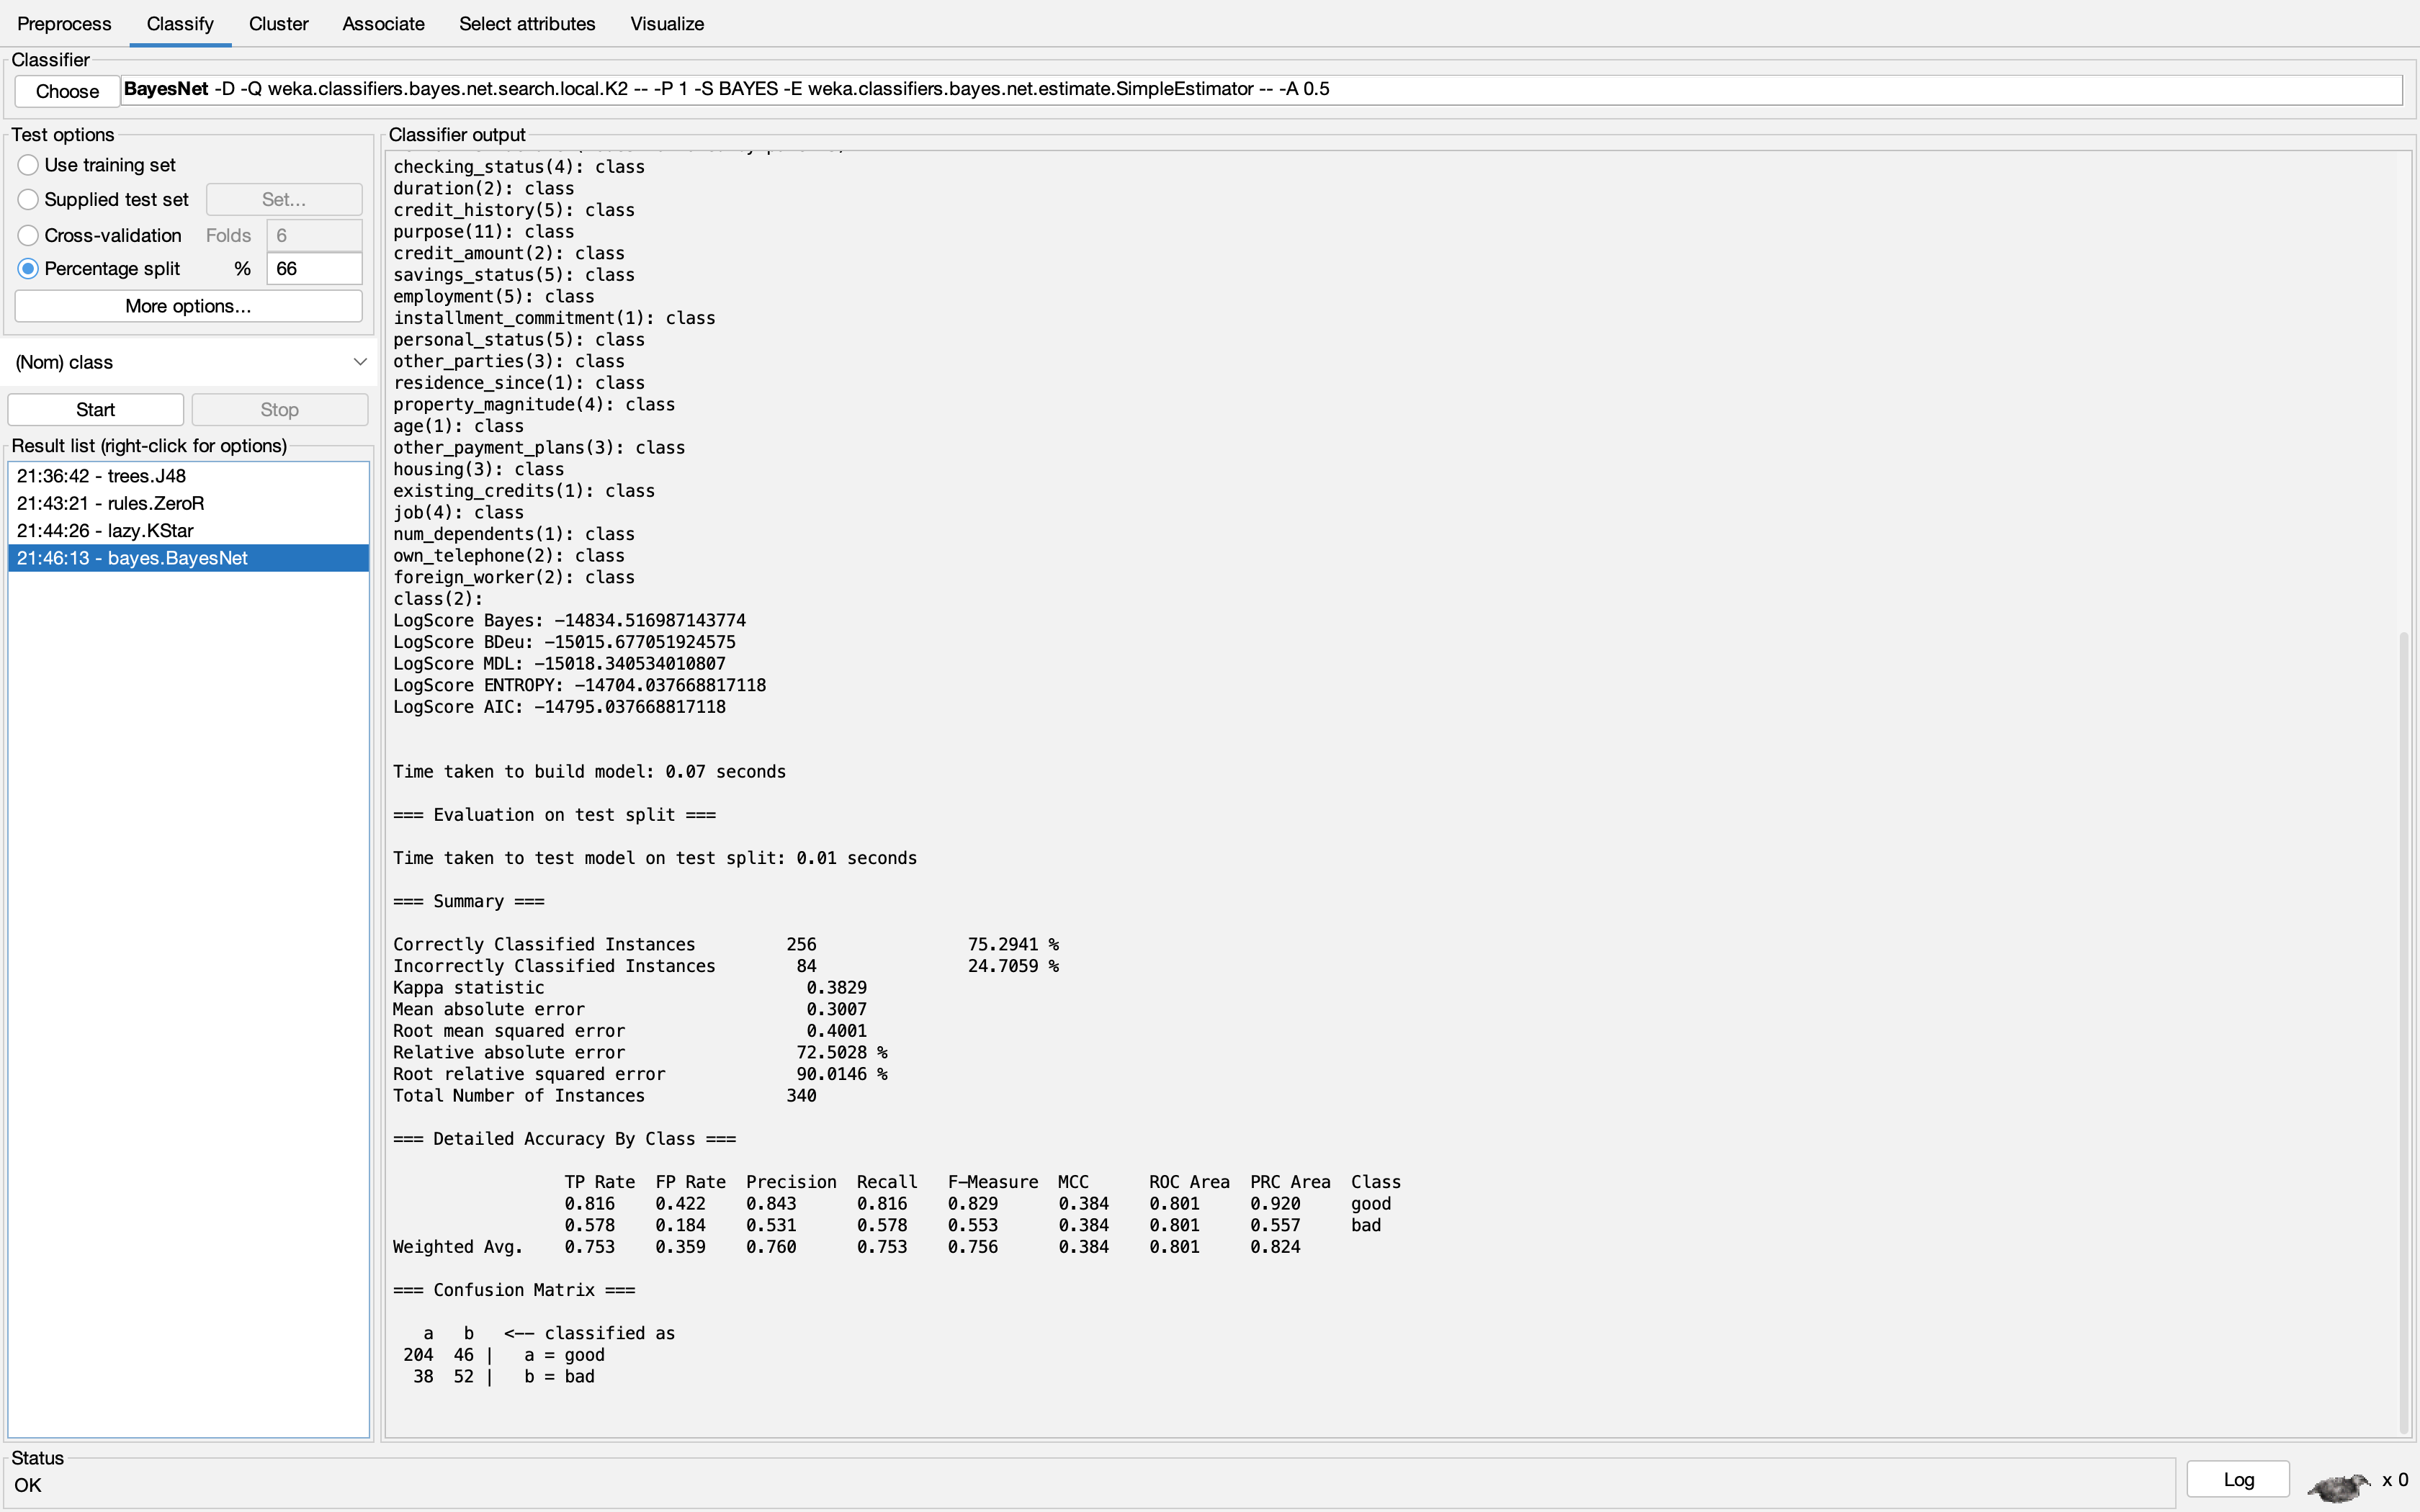 Preprocess Classify Cluster Associate Select attributes Visualize
Classifier
Choose BayesNet -D -Q weka.classifiers.bayes.net.search.local.K2 -- -P 1 -S BAYES -E weka.classifiers.bayes.net.estimate.SimpleEstimator -- -A 0.5
Test options
Use training set
Supplied test set Set...
Cross-validation Folds 6
Percentage split % 66
More options...
(Nom) class
Start Stop
Result list (right-click for options)
21:36:42 - trees.J48
21:43:21 - rules.ZeroR
21:44:26 - lazy.KStar
21:46:13 - bayes.BayesNet
Classifier output
checking_status(4): class
duration(2): class
credit_history(5): class
purpose(11): class
credit_amount(2): class
savings_status(5): class
employment(5): class
installment_commitment(1): class
personal_status(5): class
other_parties(3): class
residence_since(1): class
property_magnitude(4): class
age(1): class
other_payment_plans(3): class
housing(3): class
existing_credits(1): class
job(4): class
num_dependents(1): class
own_telephone(2): class
foreign_worker(2): class
class(2):
LogScore Bayes: -14834.516987143774
LogScore BDeu: -15015.677051924575
LogScore MDL: -15018.340534010807
LogScore ENTROPY: -14704.037668817118
LogScore AIC: -14795.037668817118
Time taken to build model: 0.07 seconds
=== Evaluation on test split ===
Time taken to test model on test split: 0.01 seconds
=== Summary ===
Correctly Classified Instances 256 75.2941 %
Incorrectly Classified Instances 84 24.7059 %
Kappa statistic 0.3829
Mean absolute error 0.3007
Root mean squared error 0.4001
Relative absolute error 72.5028 %
Root relative squared error 90.0146 %
Total Number of Instances 340
=== Detailed Accuracy By Class ===
TP Rate FP Rate Precision Recall F-Measure MCC ROC Area PRC Area Class
0.816 0.422 0.843 0.816 0.829 0.384 0.801 0.920 good
0.578 0.184 0.531 0.578 0.553 0.384 0.801 0.557 bad
Weighted Avg. 0.753 0.359 0.760 0.753 0.756 0.384 0.801 0.824
=== Confusion Matrix ===
a b <-- classified as
204 46 | a = good
38 52 | b = bad
Status
OK
Log x 0